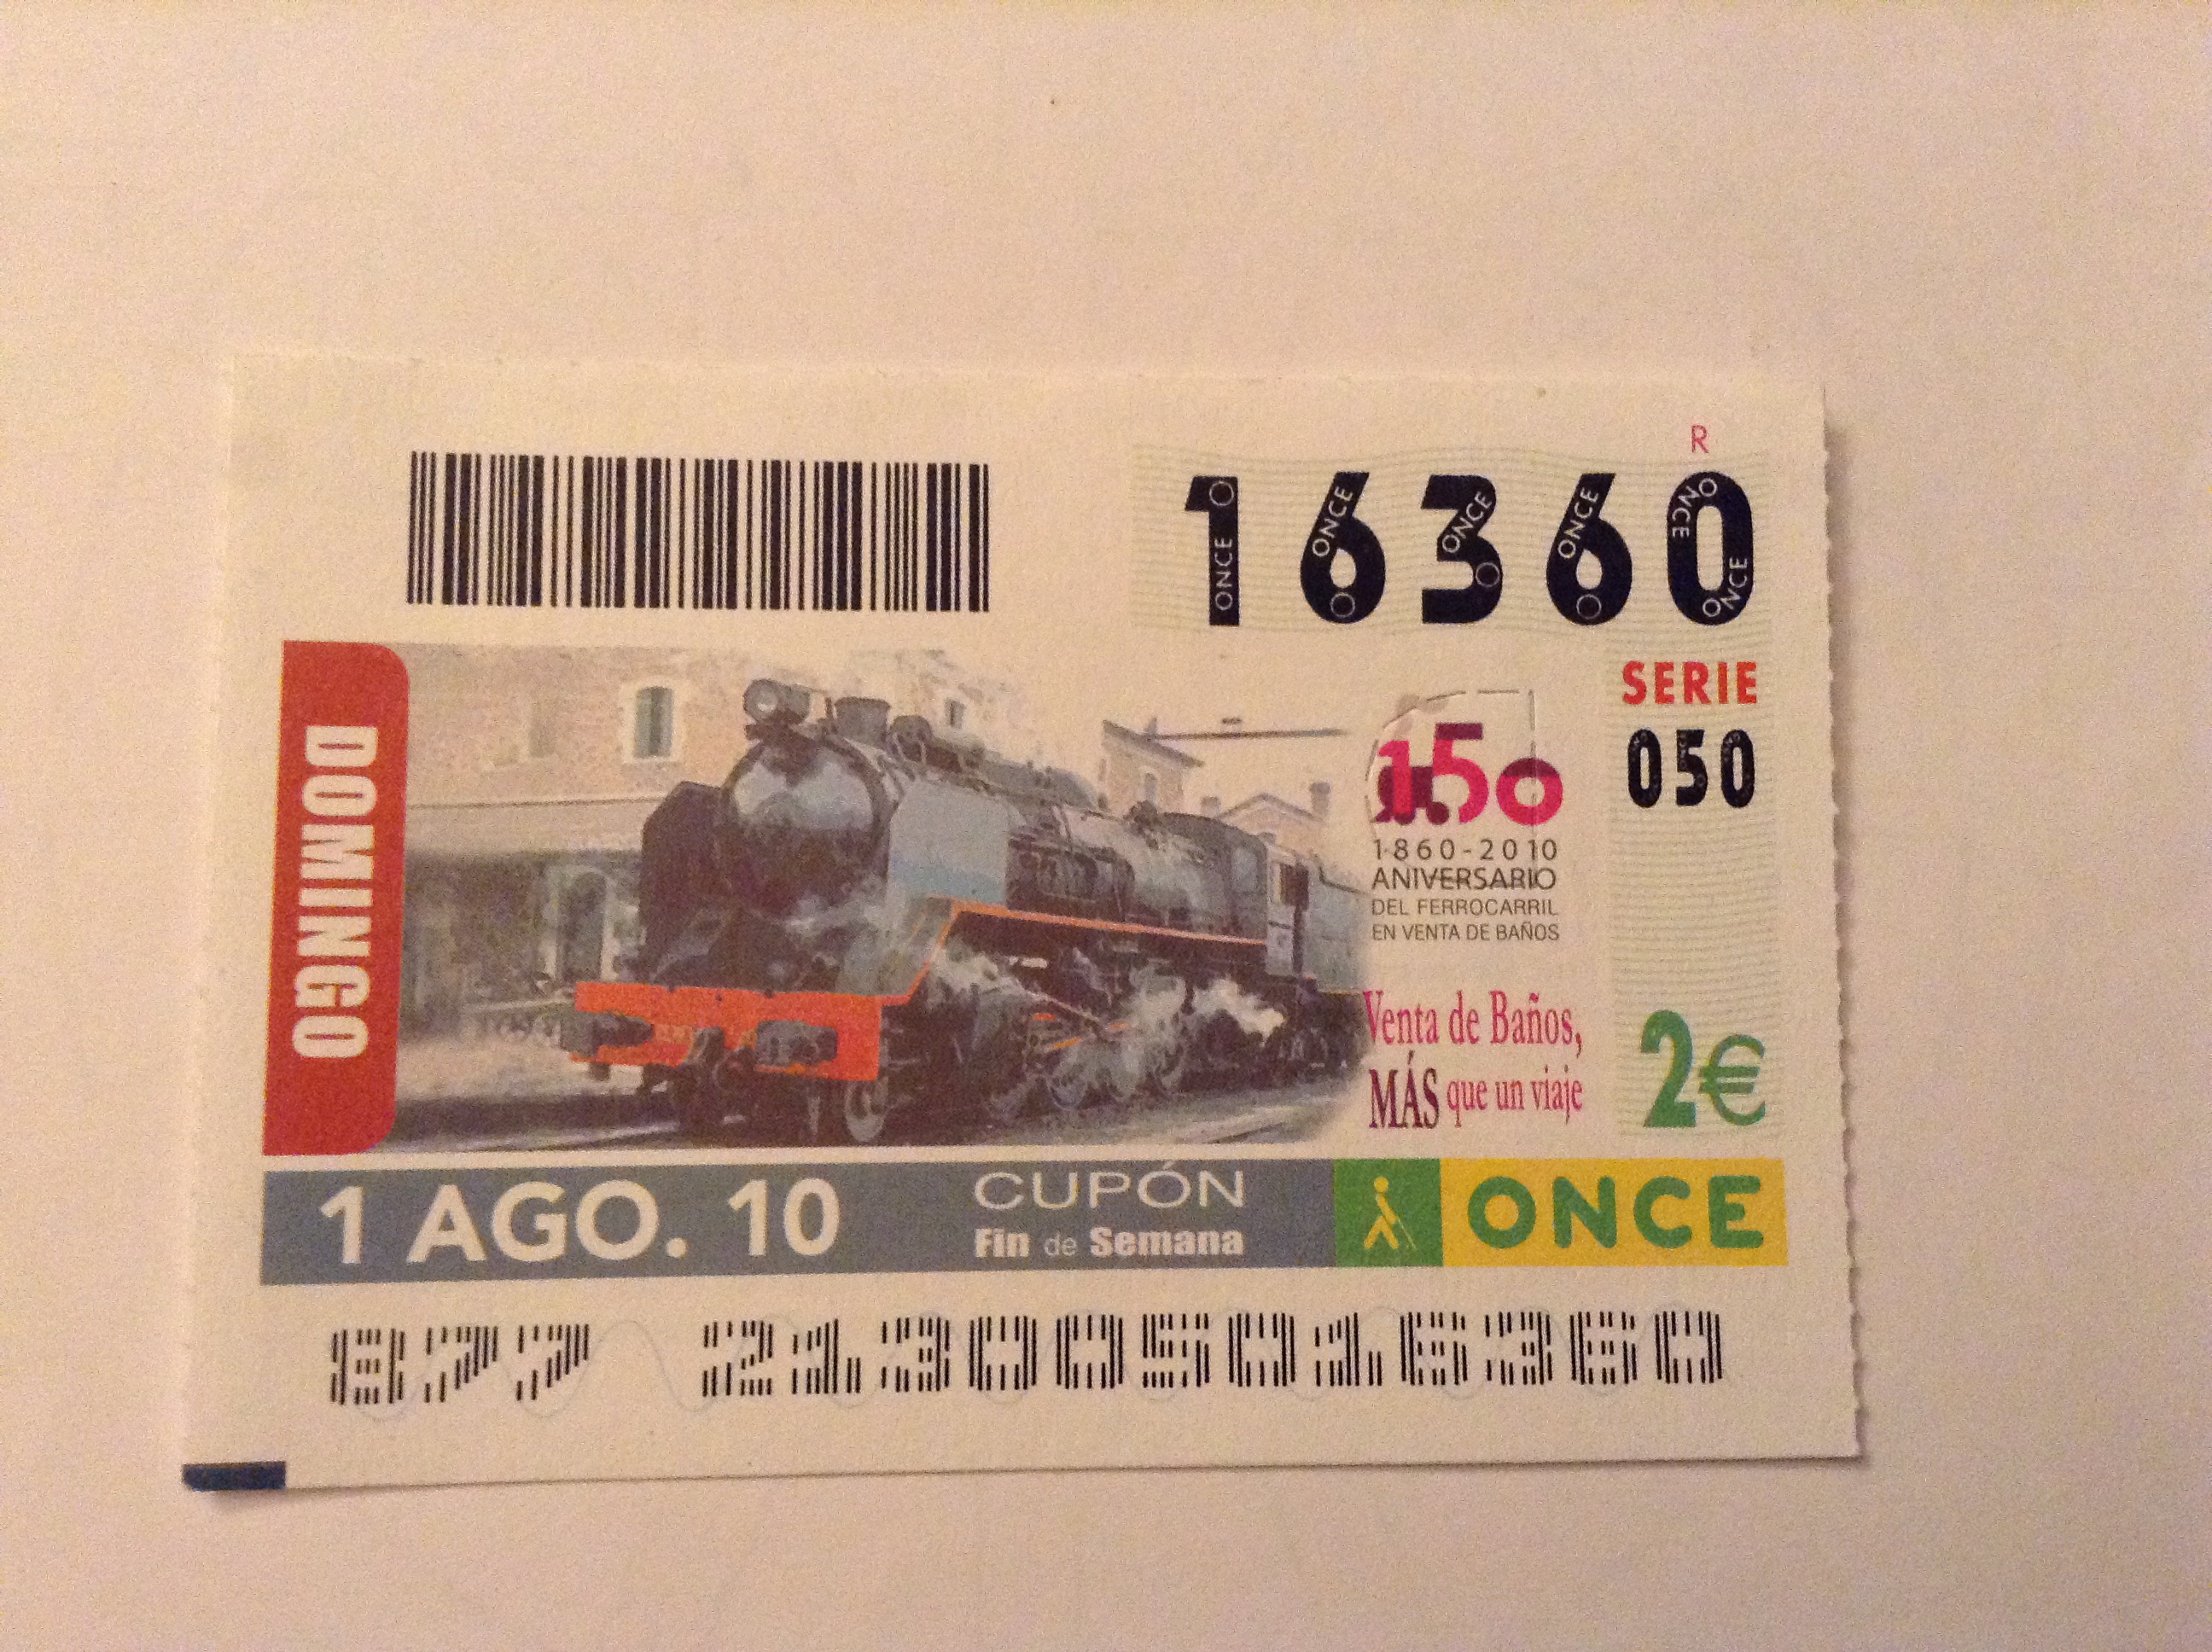 R
16360
SERIE
050
DOMINGO
150
1860-2010
ANIVERSARIO
DEL FERROCARRIL
EN VENTA DE BAÑOS
Venta de Baños,
MÁS que un viaje
2€
1 AGO. 10
CUPÓN
Fin de Semana
ONCE
877 213005016360